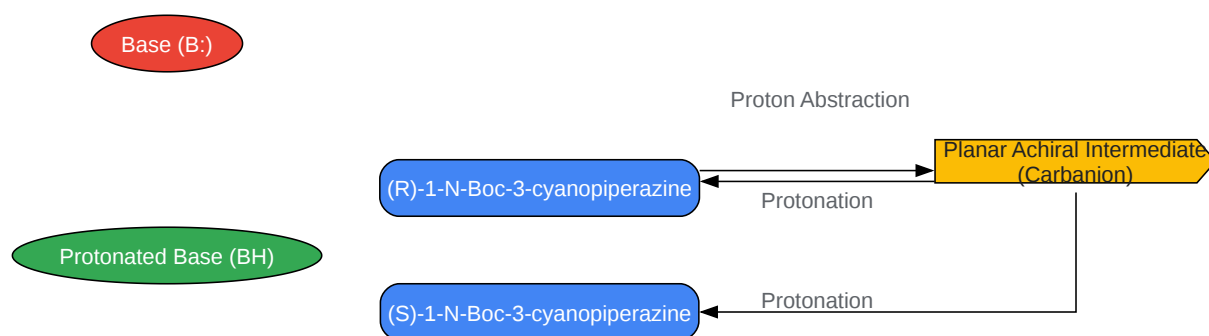 Base (B:)
Proton Abstraction
Planar Achiral Intermediate
(Carbanion)
(R)-1-N-Boc-3-cyanopiperazine
Protonation
Protonated Base (BH)
(S)-1-N-Boc-3-cyanopiperazine
Protonation